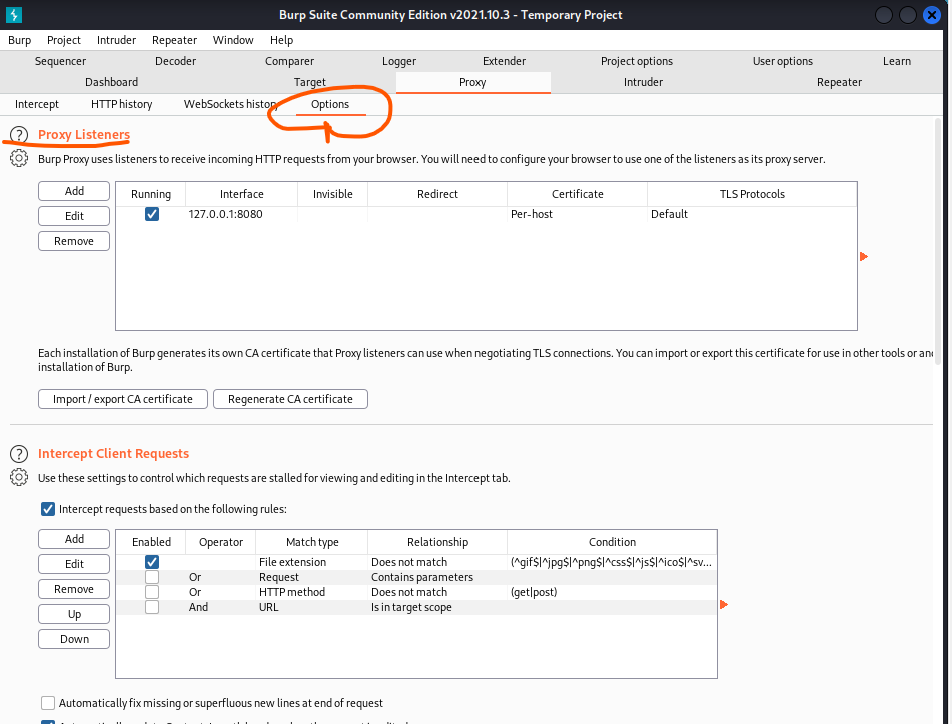 Burp Suite Community Edition v2021.10.3 - Temporary Project
Burp Project Intruder Repeater Window Help
Sequencer Decoder Comparer Logger Extender Project options User options Learn
Dashboard Target Proxy Intruder Repeater
Intercept HTTP history WebSockets history Options
? Proxy Listeners
Burp Proxy uses listeners to receive incoming HTTP requests from your browser. You will need to configure your browser to use one of the listeners as its proxy server.
Add
Edit
Remove
Running Interface Invisible Redirect Certificate TLS Protocols
127.0.0.1:8080 Per-host Default
Each installation of Burp generates its own CA certificate that Proxy listeners can use when negotiating TLS connections. You can import or export this certificate for use in other tools or
installation of Burp.
Import / export CA certificate Regenerate CA certificate
? Intercept Client Requests
Use these settings to control which requests are stalled for viewing and editing in the Intercept tab.
Intercept requests based on the following rules:
Add
Edit
Remove
Up
Down
Enabled Operator Match type Relationship Condition
File extension Does not match (^gif$|^jpg$|^png$|^css$|^js$|^ico$|^sv...
Or Request Contains parameters
Or HTTP method Does not match (get|post)
And URL Is in target scope
Automatically fix missing or superfluous new lines at end of request